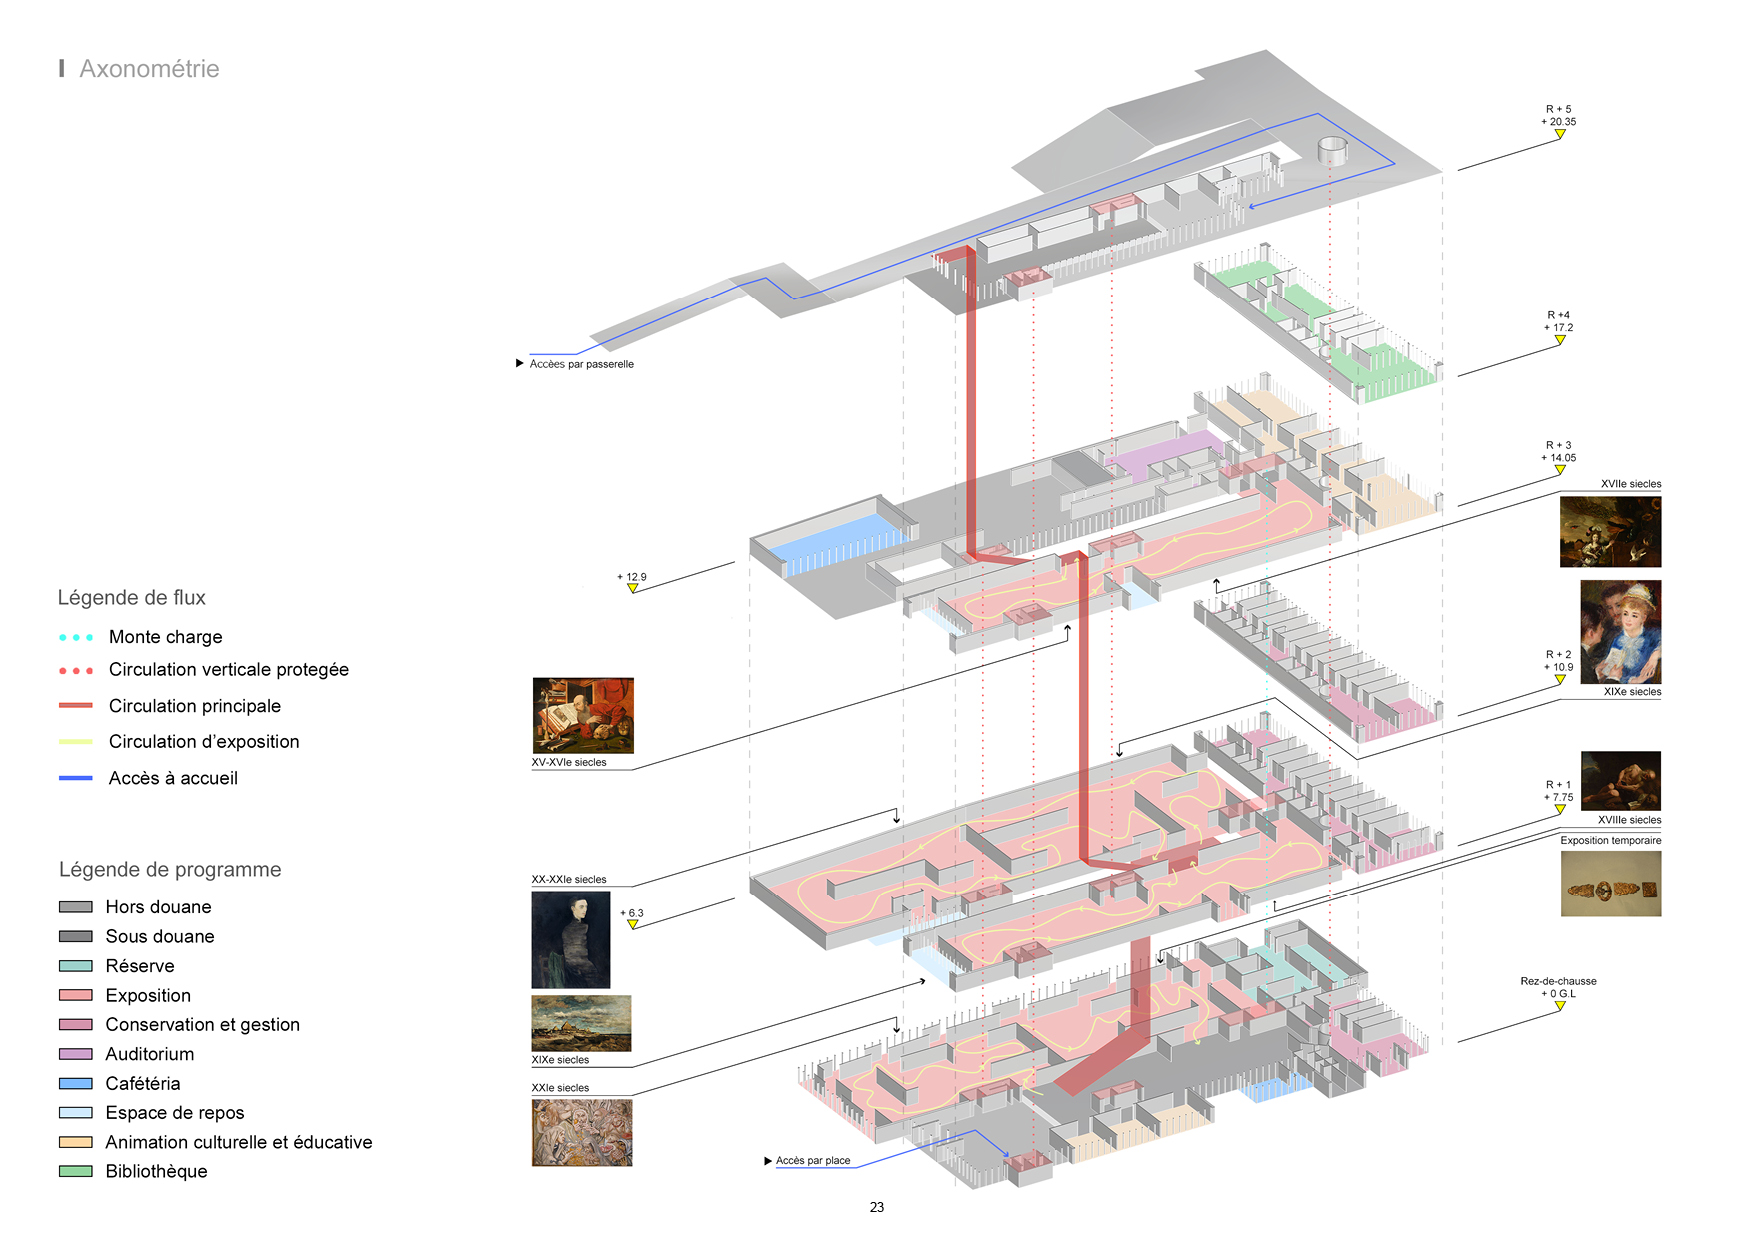 Axonométrie
R + 5
+ 20.35
Accèes par passerelle
R +4
+ 17.2
R + 3
+ 14.05
XVIIe siecles
+ 12.9
Légende de flux
Monte charge
Circulation verticale protegée
Circulation principale
Circulation d'exposition
Accès à accueil
R + 2
+ 10.9
XIXe siecles
XV-XVIe siecles
R + 1
+ 7.75
XVIIIe siecles
Exposition temporaire
XX-XXIe siecles
+ 6.3
Légende de programme
Hors douane
Sous douane
Réserve
Exposition
Conservation et gestion
Auditorium
Cafétéria
Espace de repos
Animation culturelle et éducative
Bibliothèque
Rez-de-chausse
+ 0 G.L
XIXe siecles
XXIe siecles
Accès par place
23